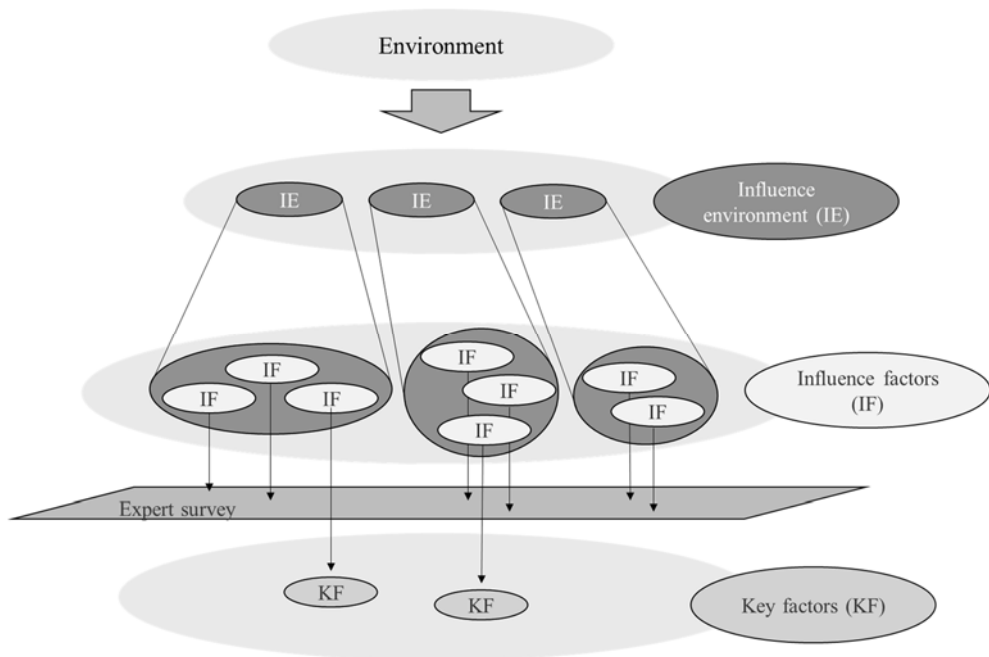 Environment
IE
IE
IE
Influence
environment (IE)
IF
IF
IF
IF
IF
IF
IF
IF
Influence factors
(IF)
Expert survey
KF
KF
Key factors (KF)